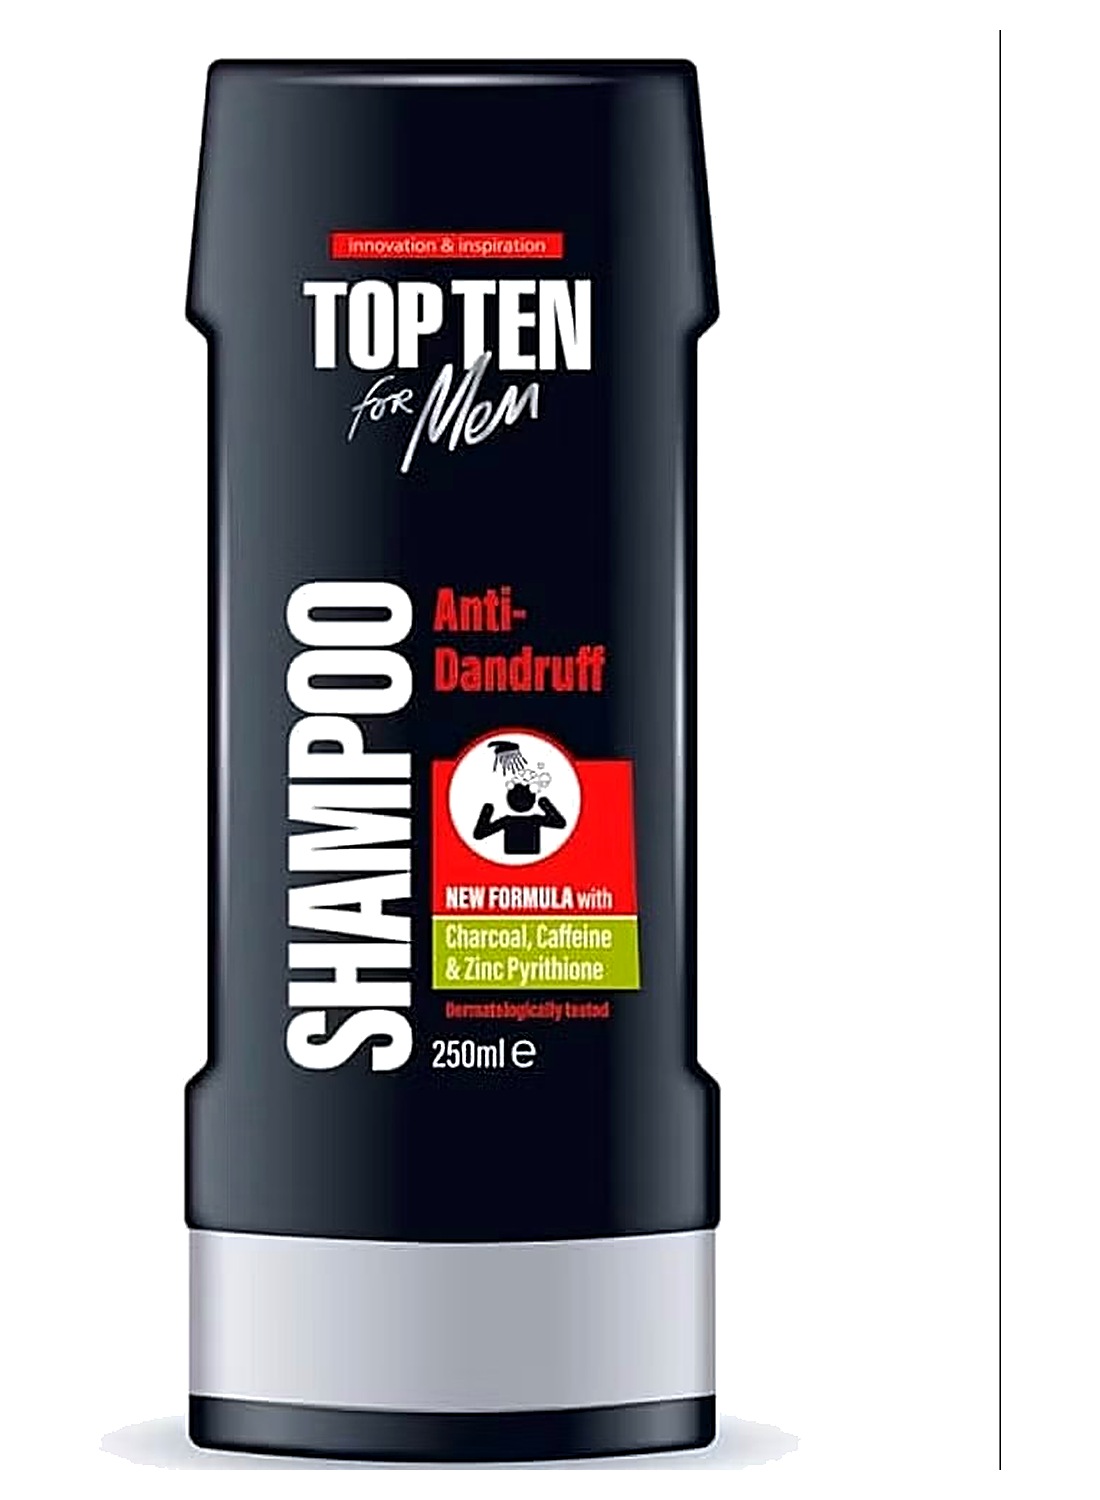 innovation & inspiration
TOP TEN
for Men
SHAMPOO
Anti-
Dandruff
NEW FORMULA with
Charcoal, Caffeine
& Zinc Pyrithione
Dermatologically tested
250ml e